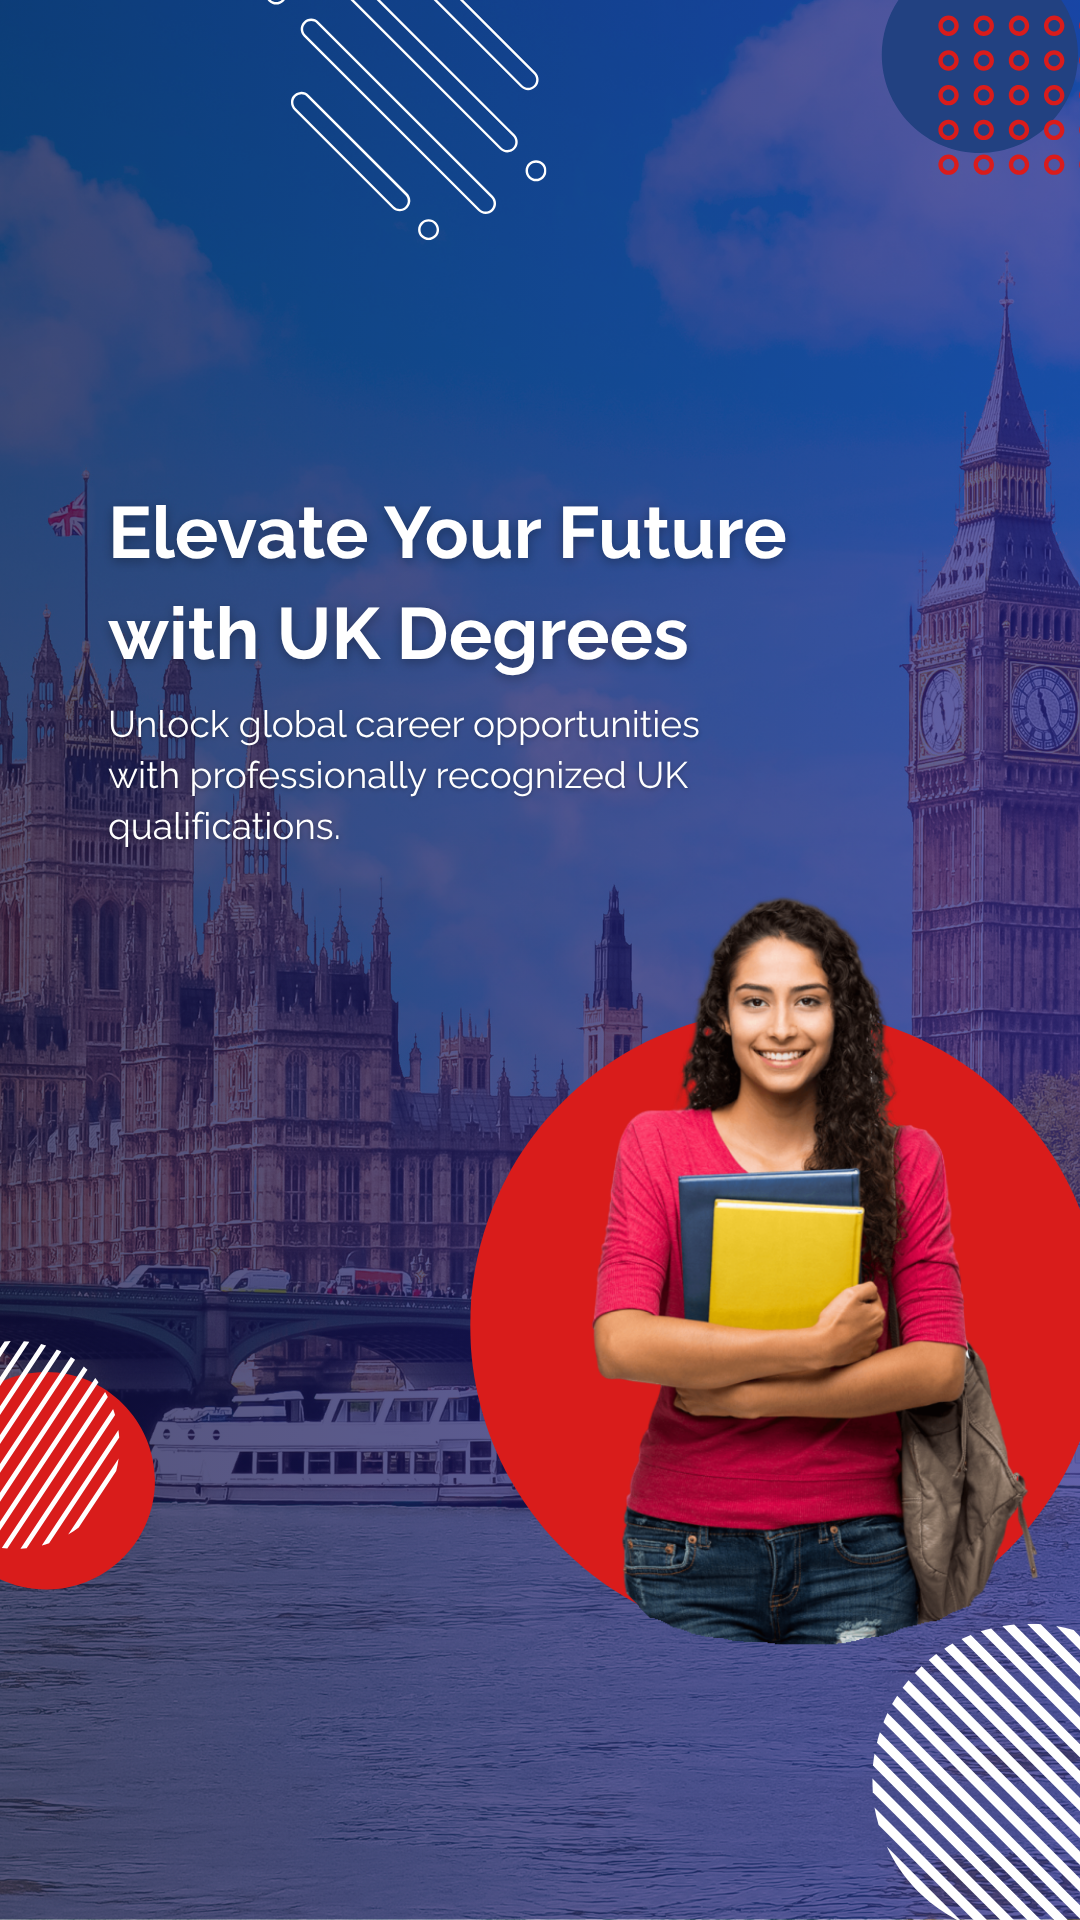 Elevate Your Future
with UK Degrees
Unlock global career opportunities
with professionally recognized UK
qualifications.